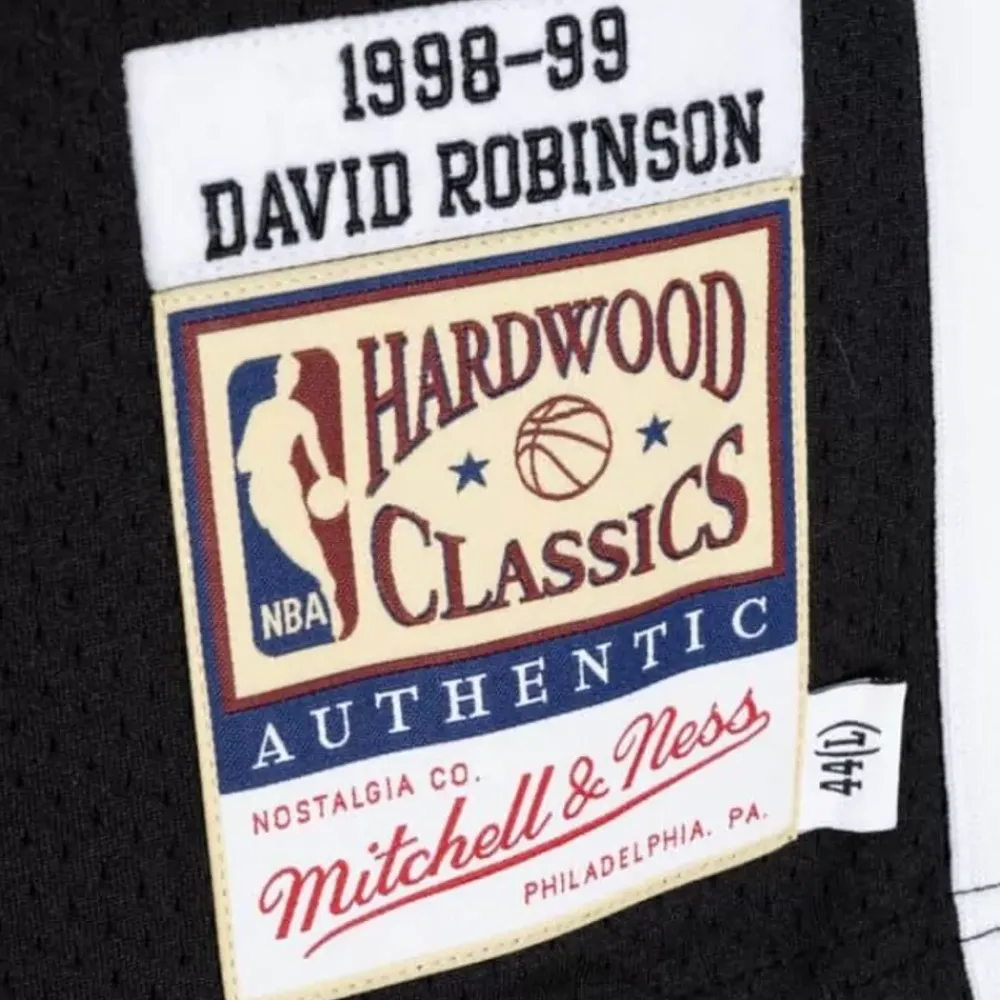 1998-99
DAVID ROBINSON
HARDWOOD
CLASSICS
NBA
AUTHENTIC
NOSTALGIA CO.
Mitchell & Ness
PHILADELPHIA, PA.
44(L)